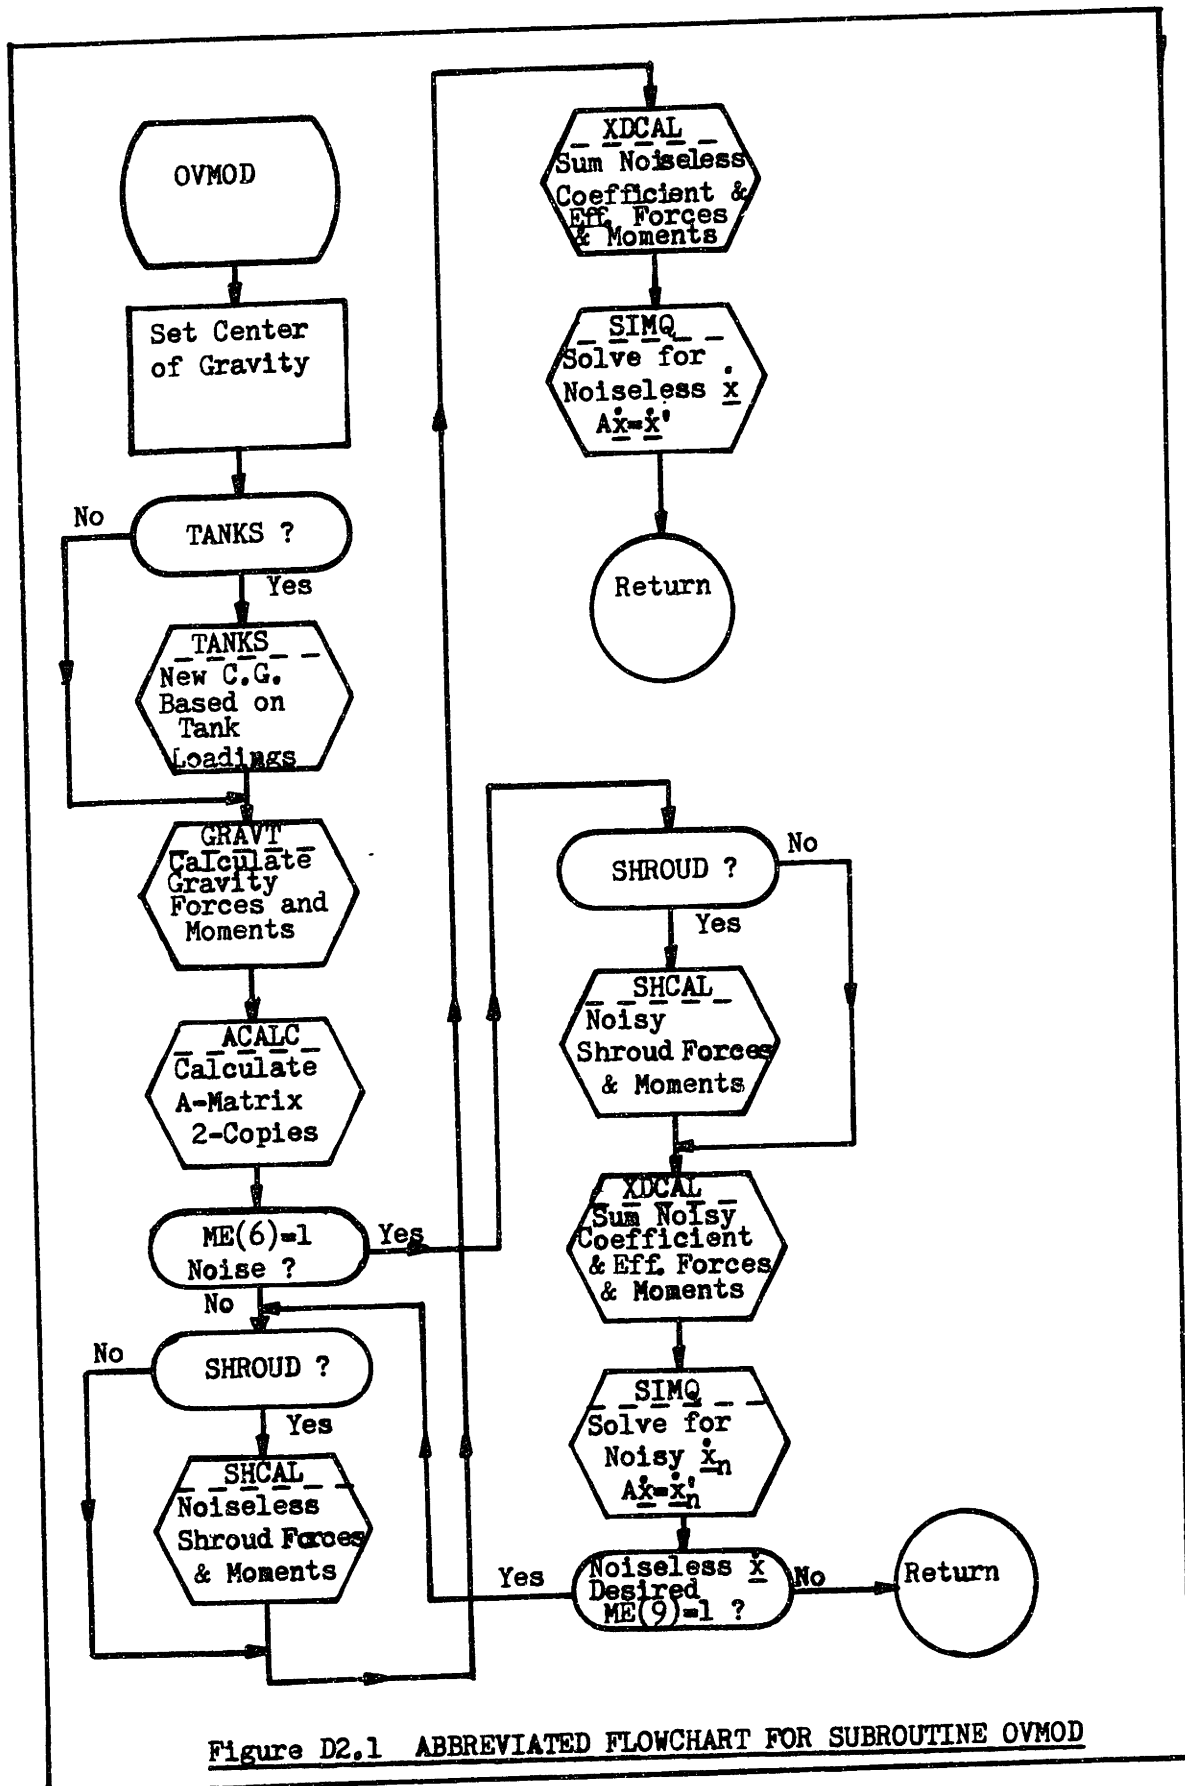 OVMOD
Set Center
of Gravity
TANKS ?
No
Yes
TANKS
New C.G.
Based on
Tank
Loadings
GRAVT
Calculate
Gravity
Forces and
Moments
ACALC
Calculate
A-Matrix
2-Copies
ME(6)=1
Noise ?
Yes
No
SHROUD ?
No
Yes
SHCAL
Noiseless
Shroud Forces
& Moments
XDCAL
Sum Noiseless
Coefficient &
Eff. Forces
& Moments
SIMQ
Solve for
Noiseless ẋ
Aẋ=ẋ'
Return
SHROUD ?
No
Yes
SHCAL
Noisy
Shroud Forces
& Moments
XDCAL
Sum Noisy
Coefficient
& Eff. Forces
& Moments
SIMQ
Solve for
Noisy ẋn
Aẋ=ẋn'
Noiseless ẋ
Desired
ME(9)=1 ?
Yes
No
Return
Figure D2.1 ABBREVIATED FLOWCHART FOR SUBROUTINE OVMOD